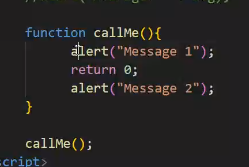 function callMe(){
alert("Message 1");
return 0;
alert("Message 2");
}
callMe();
script>